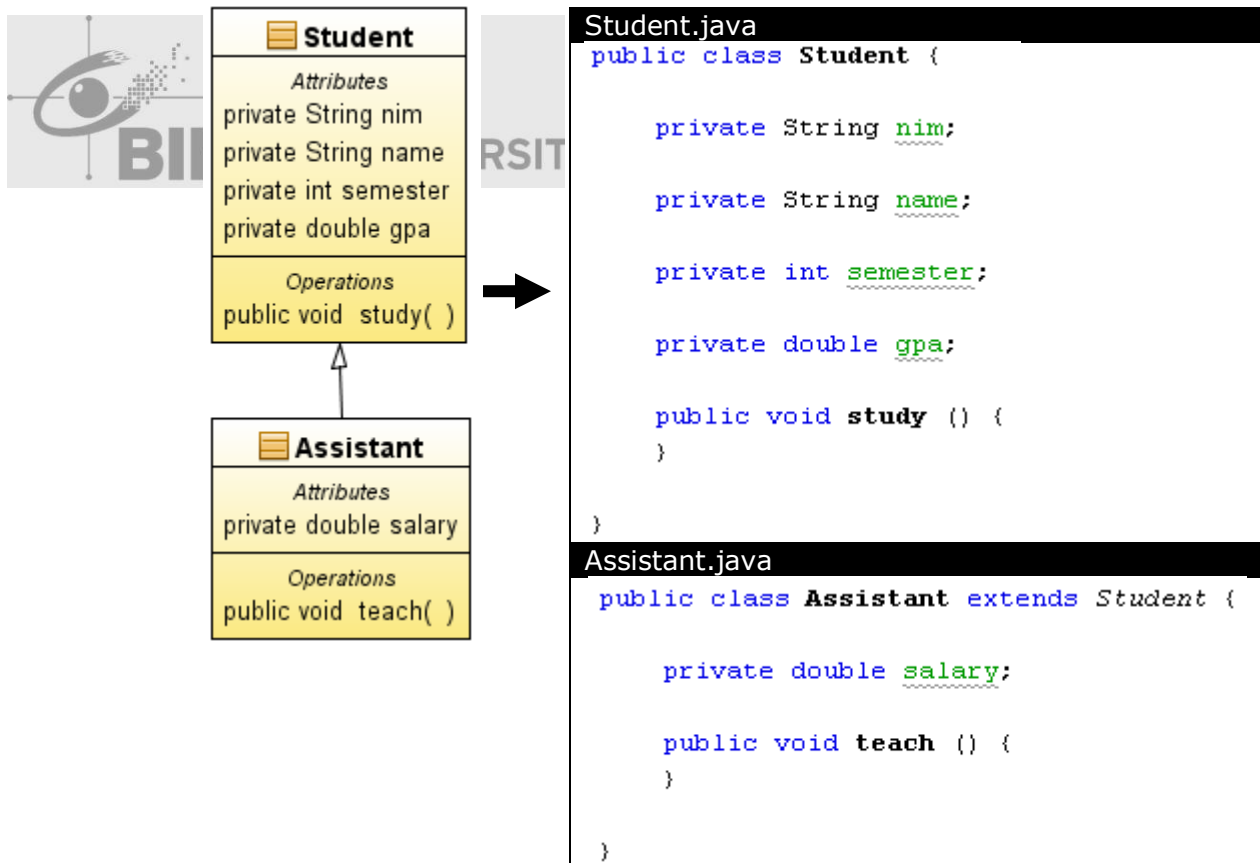 BI
RSIT
Student
Attributes
private String nim
private String name
private int semester
private double gpa
Operations
public void study( )
Assistant
Attributes
private double salary
Operations
public void teach( )
Student.java
public class Student {
private String nim;
private String name;
private int semester;
private double gpa;
public void study () {
}
}
Assistant.java
public class Assistant extends Student {
private double salary;
public void teach () {
}
}